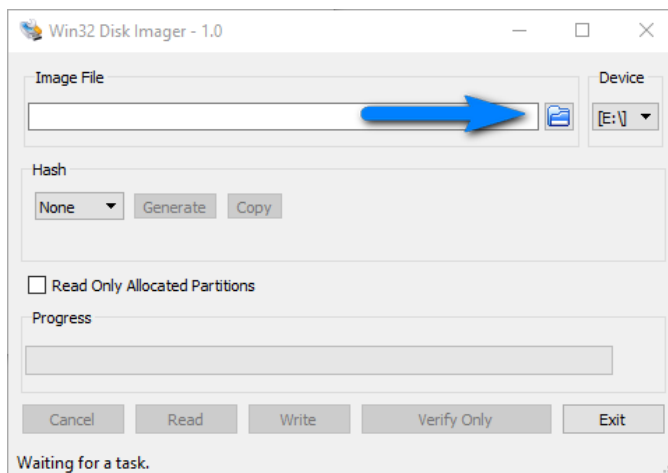 Win32 Disk Imager - 1.0
Image File Device
[E:\]
Hash
None Generate Copy
Read Only Allocated Partitions
Progress
Cancel Read Write Verify Only Exit
Waiting for a task.